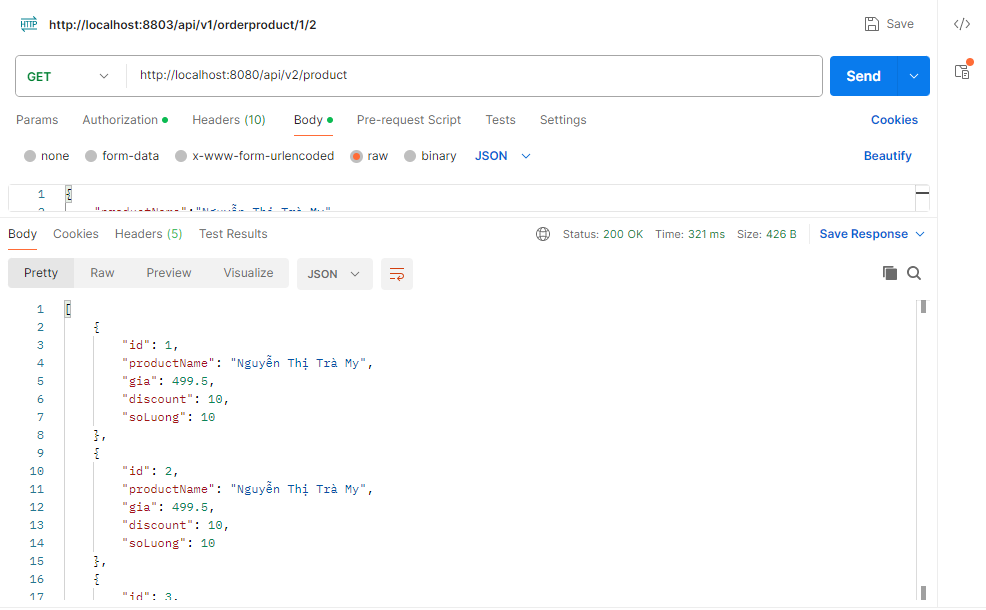 HTTP http://localhost:8803/api/v1/orderproduct/1/2 Save </>
GET http://localhost:8080/api/v2/product Send
Params Authorization Headers (10) Body Pre-request Script Tests Settings Cookies
none form-data x-www-form-urlencoded raw binary JSON Beautify
1 {
2 "productName":"Nguyễn Thị Trà My",
Body Cookies Headers (5) Test Results Status: 200 OK Time: 321 ms Size: 426 B Save Response
Pretty Raw Preview Visualize JSON
1 [
2 {
3 "id": 1,
4 "productName": "Nguyễn Thị Trà My",
5 "gia": 499.5,
6 "discount": 10,
7 "soLuong": 10
8 },
9 {
10 "id": 2,
11 "productName": "Nguyễn Thị Trà My",
12 "gia": 499.5,
13 "discount": 10,
14 "soLuong": 10
15 },
16 {
17 "id": 3,